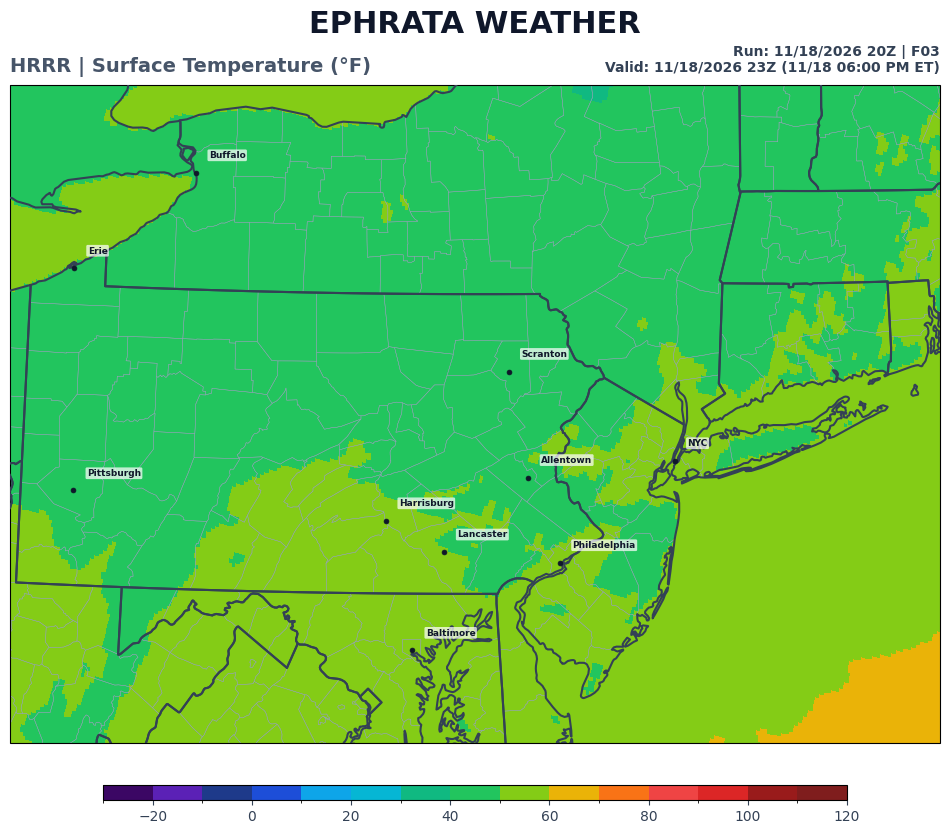 EPHRATA WEATHER
HRRR | Surface Temperature (°F)
Run: 11/18/2026 20Z | F03
Valid: 11/18/2026 23Z (11/18 06:00 PM ET)
Buffalo
Erie
Scranton
NYC
Allentown
Pittsburgh
Harrisburg
Lancaster
Philadelphia
Baltimore
−20 0 20 40 60 80 100 120